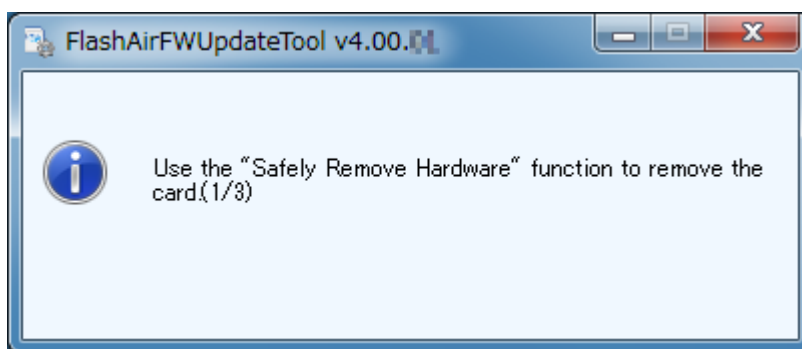 FlashAirFWUpdateTool v4.00.
Use the "Safely Remove Hardware" function to remove the
card.(1/3)